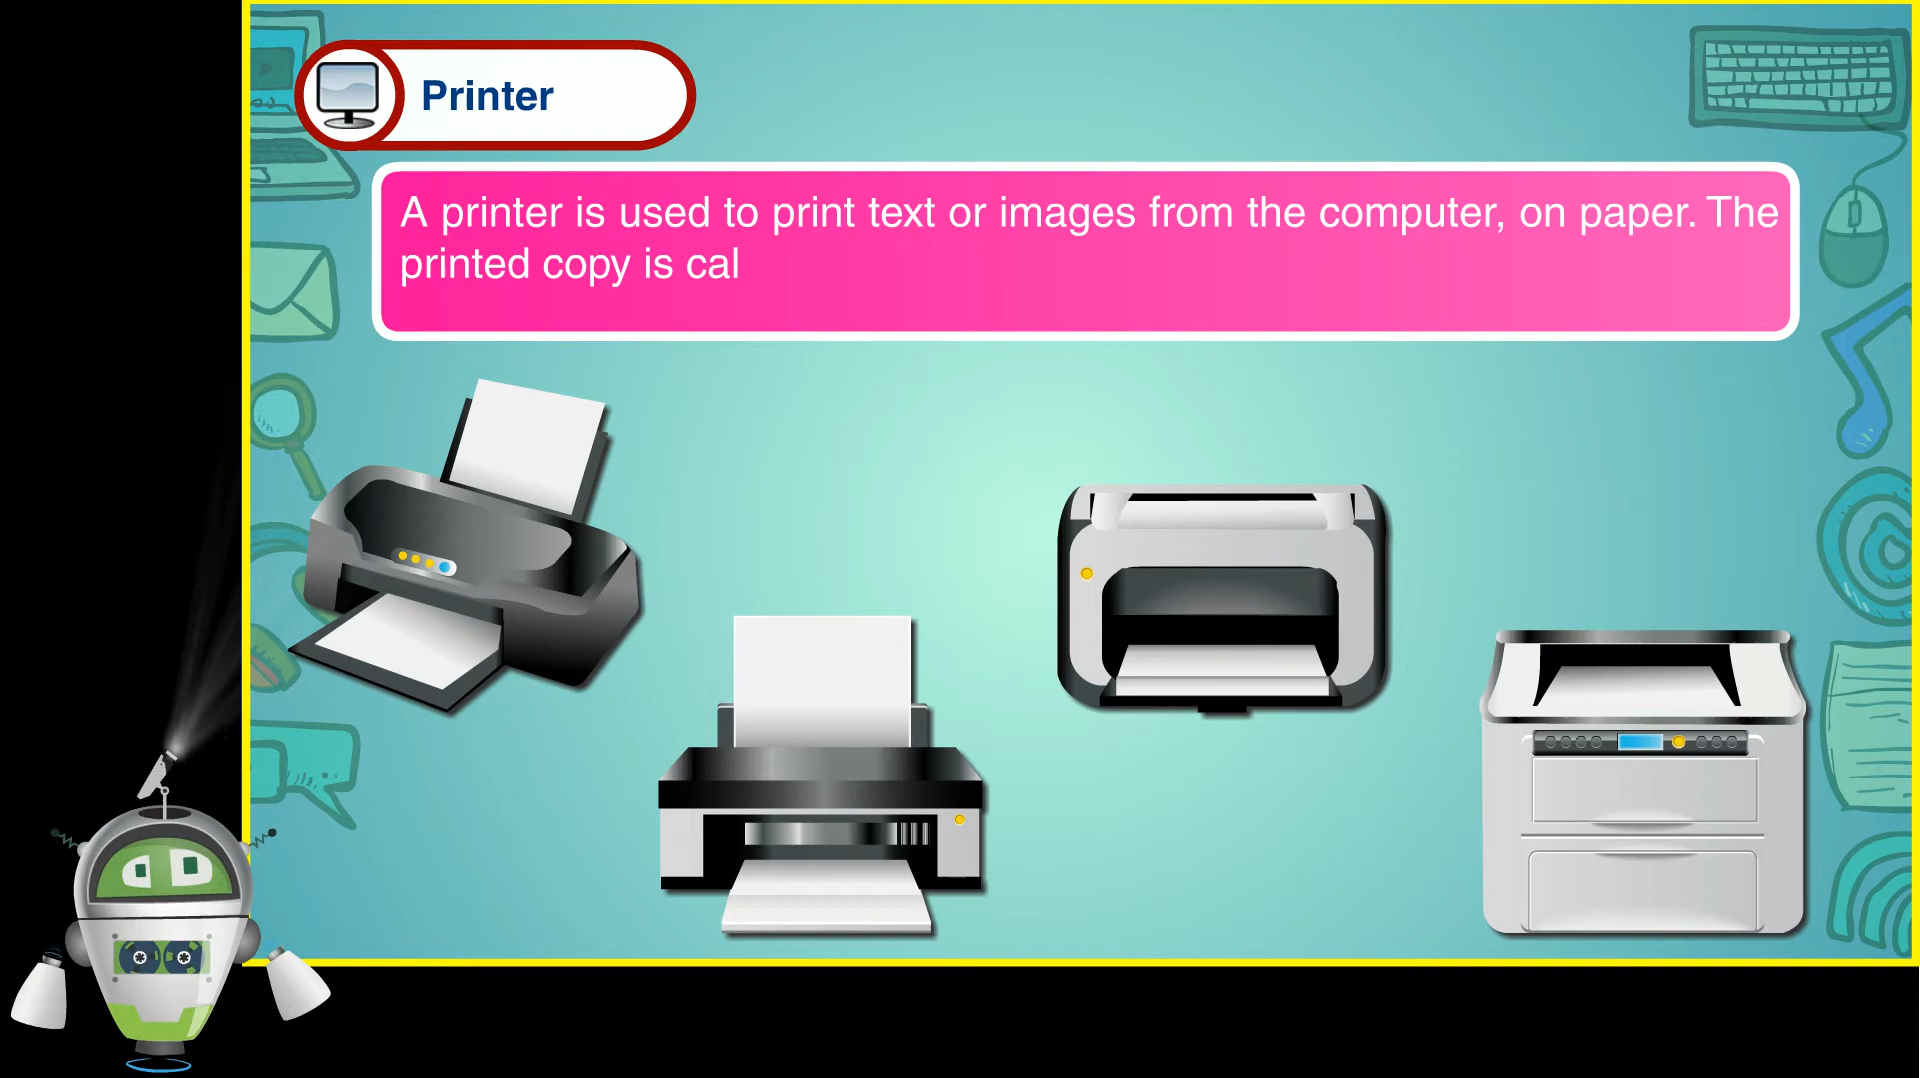 Printer
A printer is used to print text or images from the computer, on paper. The
printed copy is cal